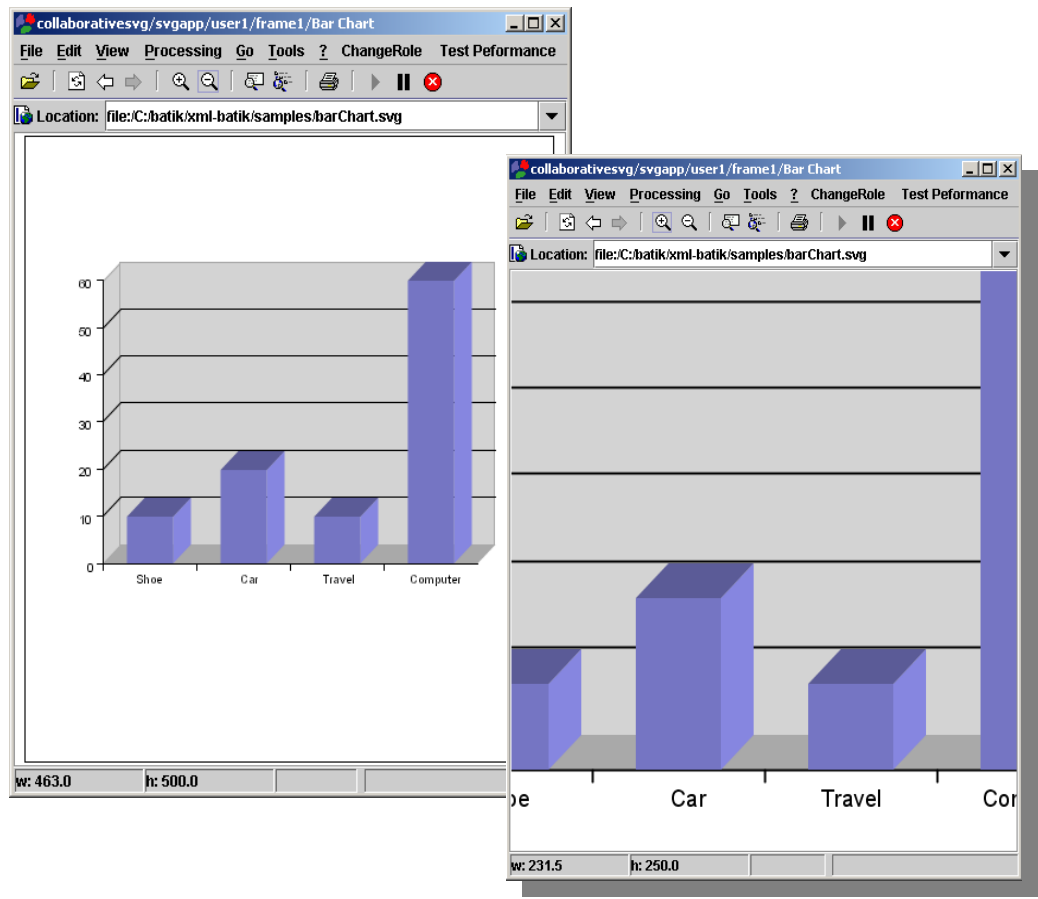 collaborativesvg/svgapp/user1/frame1/Bar Chart
File Edit View Processing Go Tools ? ChangeRole Test Peformance
Location: file:/C:/batik/xml-batik/samples/barChart.svg
60
50
40
30
20
10
0
Shoe Car Travel Computer
w: 463.0 h: 500.0
collaborativesvg/svgapp/user1/frame1/Bar Chart
File Edit View Processing Go Tools ? ChangeRole Test Peformance
Location: file:/C:/batik/xml-batik/samples/barChart.svg
oe Car Travel Cor
w: 231.5 h: 250.0